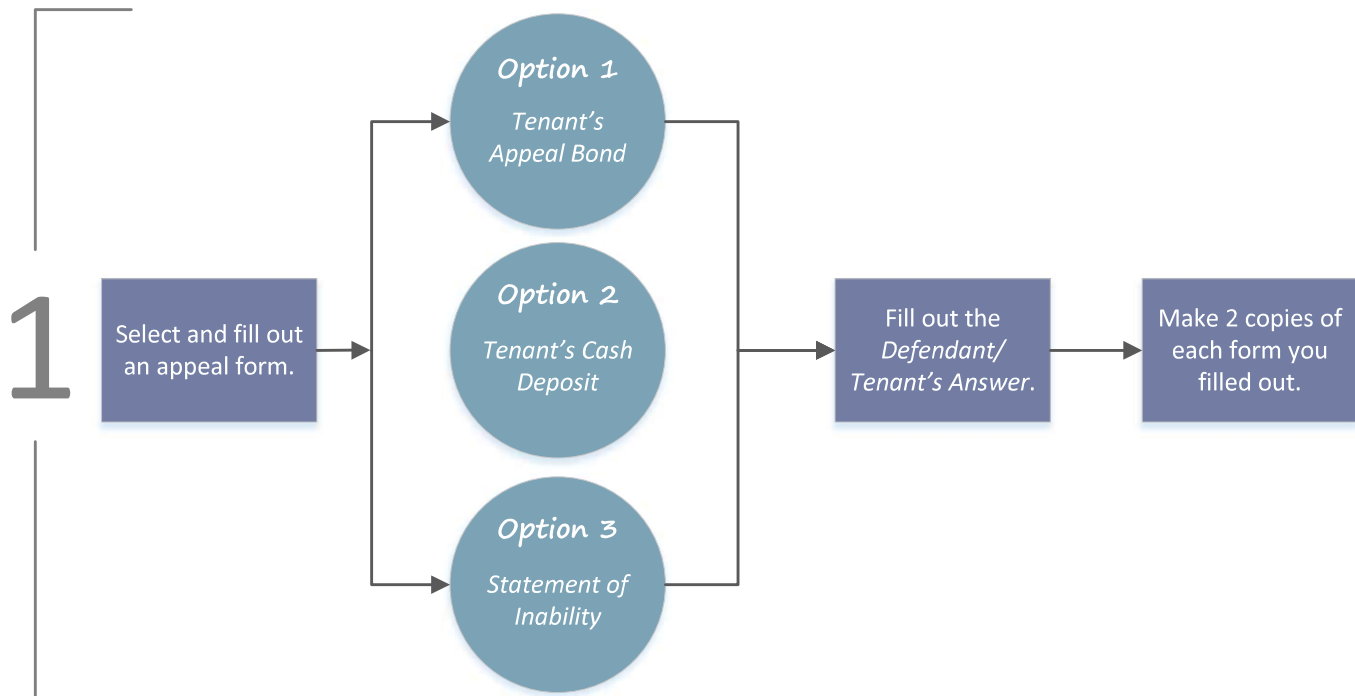 1
Select and fill out
an appeal form.
Option 1
Tenant’s
Appeal Bond
Option 2
Tenant’s Cash
Deposit
Option 3
Statement of
Inability
Fill out the
Defendant/
Tenant’s Answer.
Make 2 copies of
each form you
filled out.